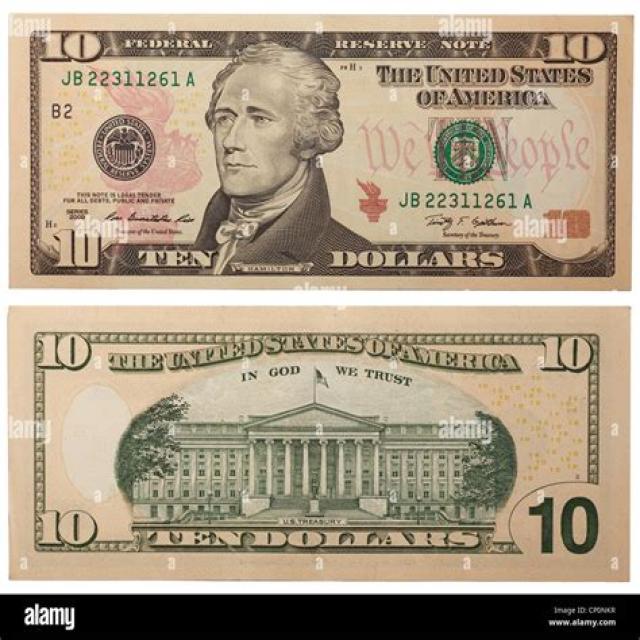 10 FEDERAL RESERVE NOTE 10
JB 22311261 A
THE UNITED STATES
OF AMERICA
B2
We the People
JB 22311261 A
THIS NOTE IS LEGAL TENDER
FOR ALL DEBTS, PUBLIC AND PRIVATE
SERIES
2009
Treasurer of the United States.
Secretary of the Treasury.
10 TEN DOLLARS
HAMILTON
10 THE UNITED STATES OF AMERICA 10
IN GOD WE TRUST
U.S. TREASURY
10 TEN DOLLARS 10
alamy
Image ID: CP0NKR
www.alamy.com